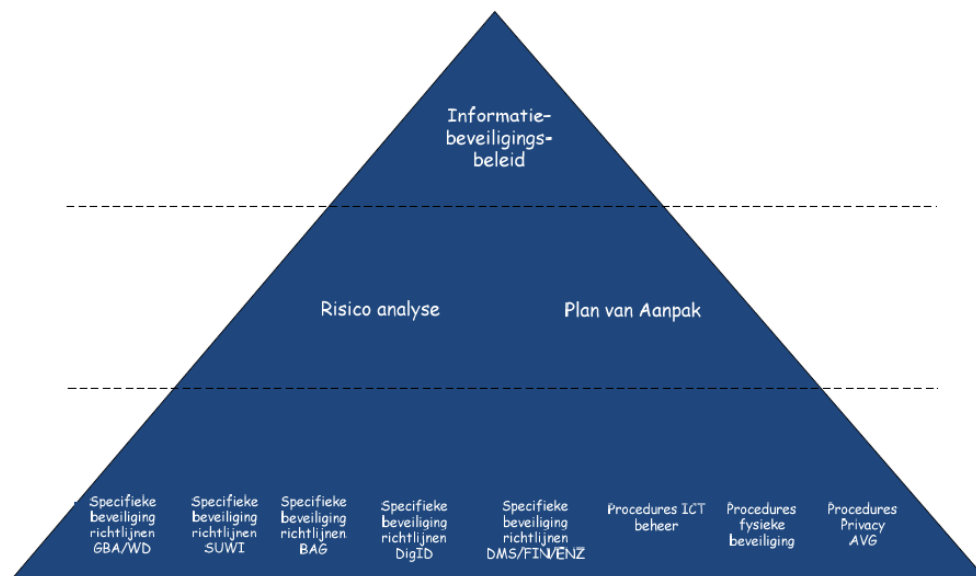 Informatie-
beveiligings-
beleid
Risico analyse
Plan van Aanpak
Specifieke
beveiliging
richtlijnen
GBA/WD
Specifieke
beveiliging
richtlijnen
SUWI
Specifieke
beveiliging
richtlijnen
BAG
Specifieke
beveiliging
richtlijnen
DigID
Specifieke
beveiliging
richtlijnen
DMS/FIN/ENZ
Procedures ICT
beheer
Procedures
fysieke
beveiliging
Procedures
Privacy
AVG